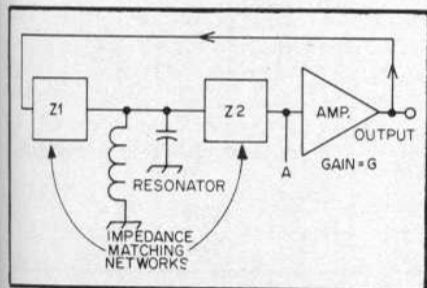 Z1
Z2
AMP.
OUTPUT
A
GAIN=G
RESONATOR
IMPEDANCE
MATCHING
NETWORKS